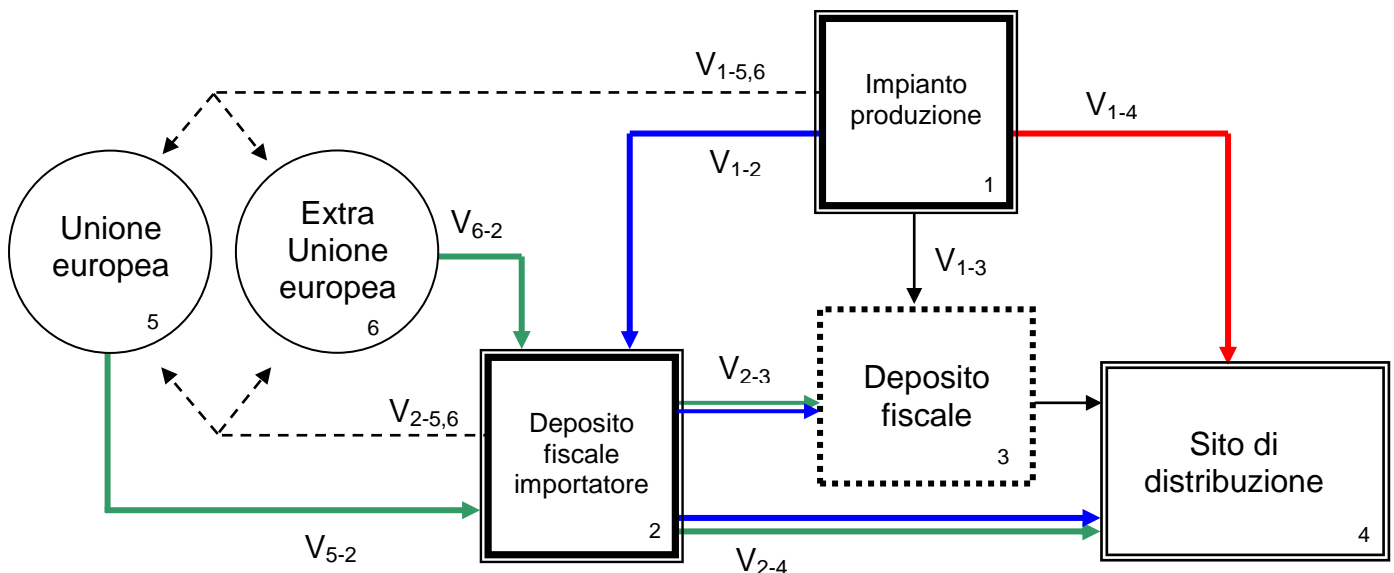 V1-5,6
Impianto
produzione
1
V1-4
V1-2
Unione
europea
5
Extra
Unione
europea
6
V6-2
V1-3
V2-3
Deposito
fiscale
3
V2-5,6
Deposito
fiscale
importatore
2
Sito di
distribuzione
4
V5-2
V2-4